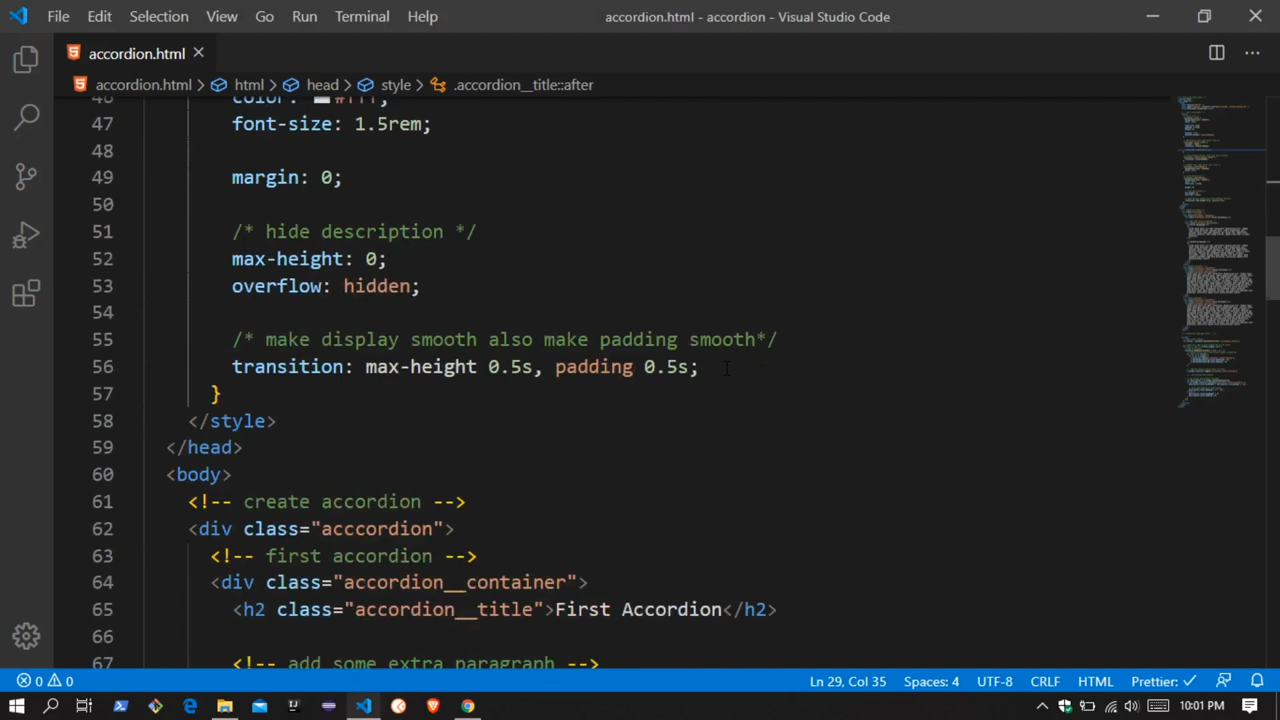 File Edit Selection View Go Run Terminal Help accordion.html - accordion - Visual Studio Code
accordion.html
accordion.html > html > head > style > .accordion__title::after
46 color: #fff;
47 font-size: 1.5rem;
48
49 margin: 0;
50
51 /* hide description */
52 max-height: 0;
53 overflow: hidden;
54
55 /* make display smooth also make padding smooth*/
56 transition: max-height 0.5s, padding 0.5s;
57 }
58 </style>
59 </head>
60 <body>
61 <!-- create accordion -->
62 <div class="acccordion">
63 <!-- first accordion -->
64 <div class="accordion__container">
65 <h2 class="accordion__title">First Accordion</h2>
66
67 <!-- add some extra paragraph -->
0 0 Ln 29, Col 35 Spaces: 4 UTF-8 CRLF HTML Prettier: ✓
10:01 PM